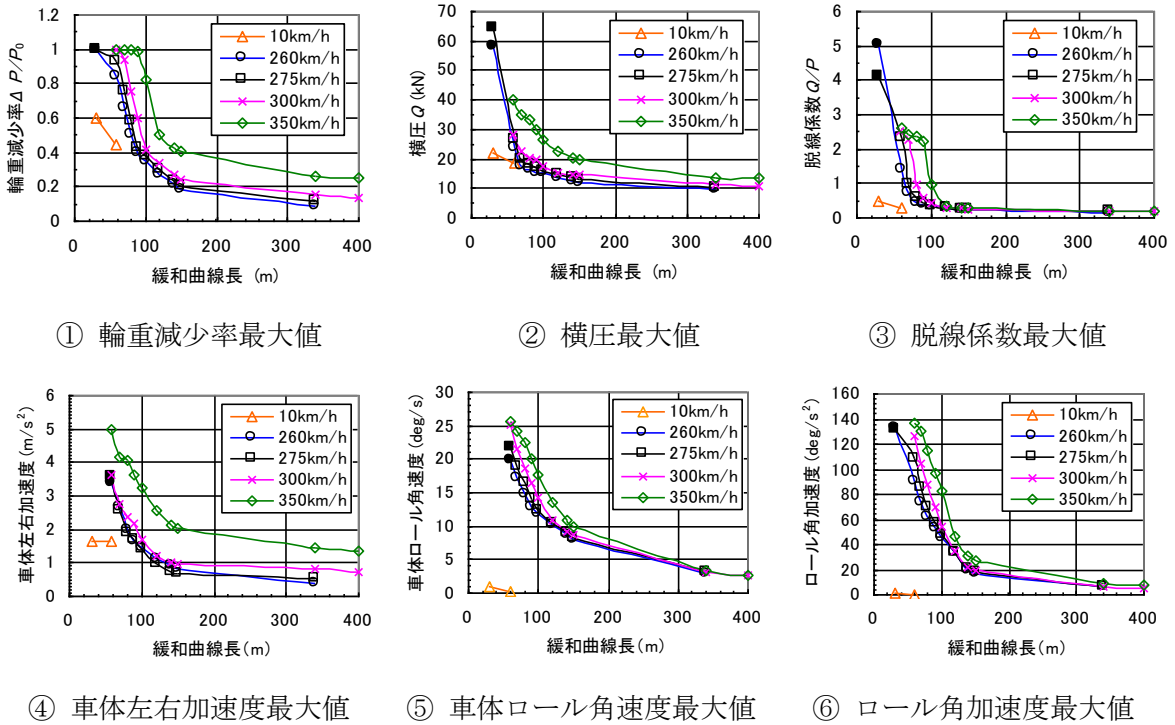 輪重減少率Δ P/P0
1.2
1
0.8
0.6
0.4
0.2
0
0 100 200 300 400
緩和曲線長 (m)
10km/h
260km/h
275km/h
300km/h
350km/h
① 輪重減少率最大値
横圧Q (kN)
70
60
50
40
30
20
10
0
0 100 200 300 400
緩和曲線長 (m)
10km/h
260km/h
275km/h
300km/h
350km/h
② 横圧最大値
脱線係数Q/P
6
5
4
3
2
1
0
0 100 200 300 400
緩和曲線長 (m)
10km/h
260km/h
275km/h
300km/h
350km/h
③ 脱線係数最大値
車体左右加速度 (m/s²)
6
5
4
3
2
1
0
0 100 200 300 400
緩和曲線長(m)
10km/h
260km/h
275km/h
300km/h
350km/h
④ 車体左右加速度最大値
車体ロール角速度 (deg/s)
30
25
20
15
10
5
0
0 100 200 300 400
緩和曲線長(m)
10km/h
260km/h
275km/h
300km/h
350km/h
⑤ 車体ロール角速度最大値
ロール角加速度 (deg/s²)
160
140
120
100
80
60
40
20
0
0 100 200 300 400
緩和曲線長(m)
10km/h
260km/h
275km/h
300km/h
350km/h
⑥ ロール角加速度最大値